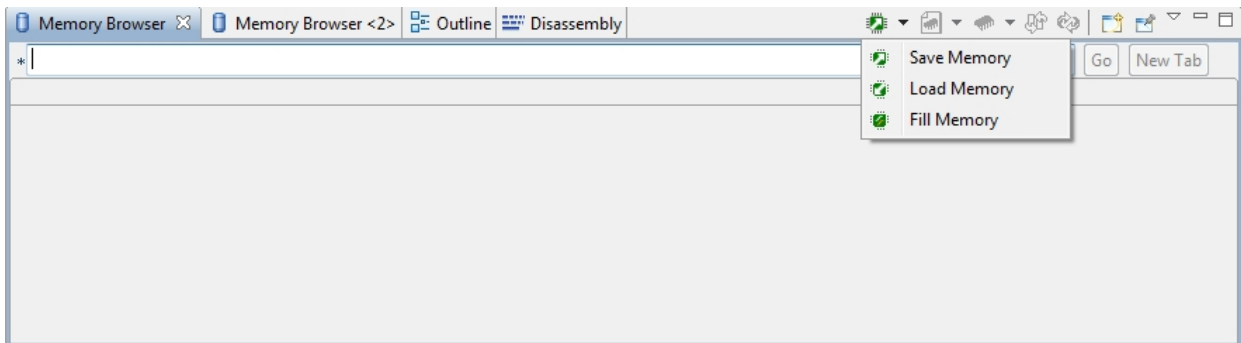 Memory Browser Memory Browser <2> Outline Disassembly
* Go New Tab
Save Memory
Load Memory
Fill Memory